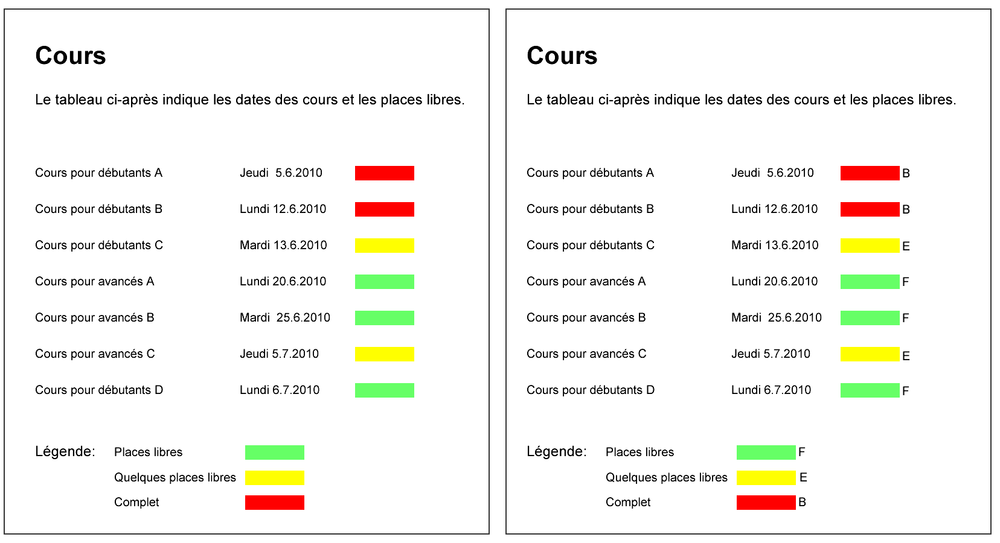 Cours
Le tableau ci-après indique les dates des cours et les places libres.
Cours pour débutants A Jeudi 5.6.2010
Cours pour débutants B Lundi 12.6.2010
Cours pour débutants C Mardi 13.6.2010
Cours pour avancés A Lundi 20.6.2010
Cours pour avancés B Mardi 25.6.2010
Cours pour avancés C Jeudi 5.7.2010
Cours pour débutants D Lundi 6.7.2010
Légende: Places libres
Quelques places libres
Complet
Cours
Le tableau ci-après indique les dates des cours et les places libres.
Cours pour débutants A Jeudi 5.6.2010 B
Cours pour débutants B Lundi 12.6.2010 B
Cours pour débutants C Mardi 13.6.2010 E
Cours pour avancés A Lundi 20.6.2010 F
Cours pour avancés B Mardi 25.6.2010 F
Cours pour avancés C Jeudi 5.7.2010 E
Cours pour débutants D Lundi 6.7.2010 F
Légende: Places libres F
Quelques places libres E
Complet B